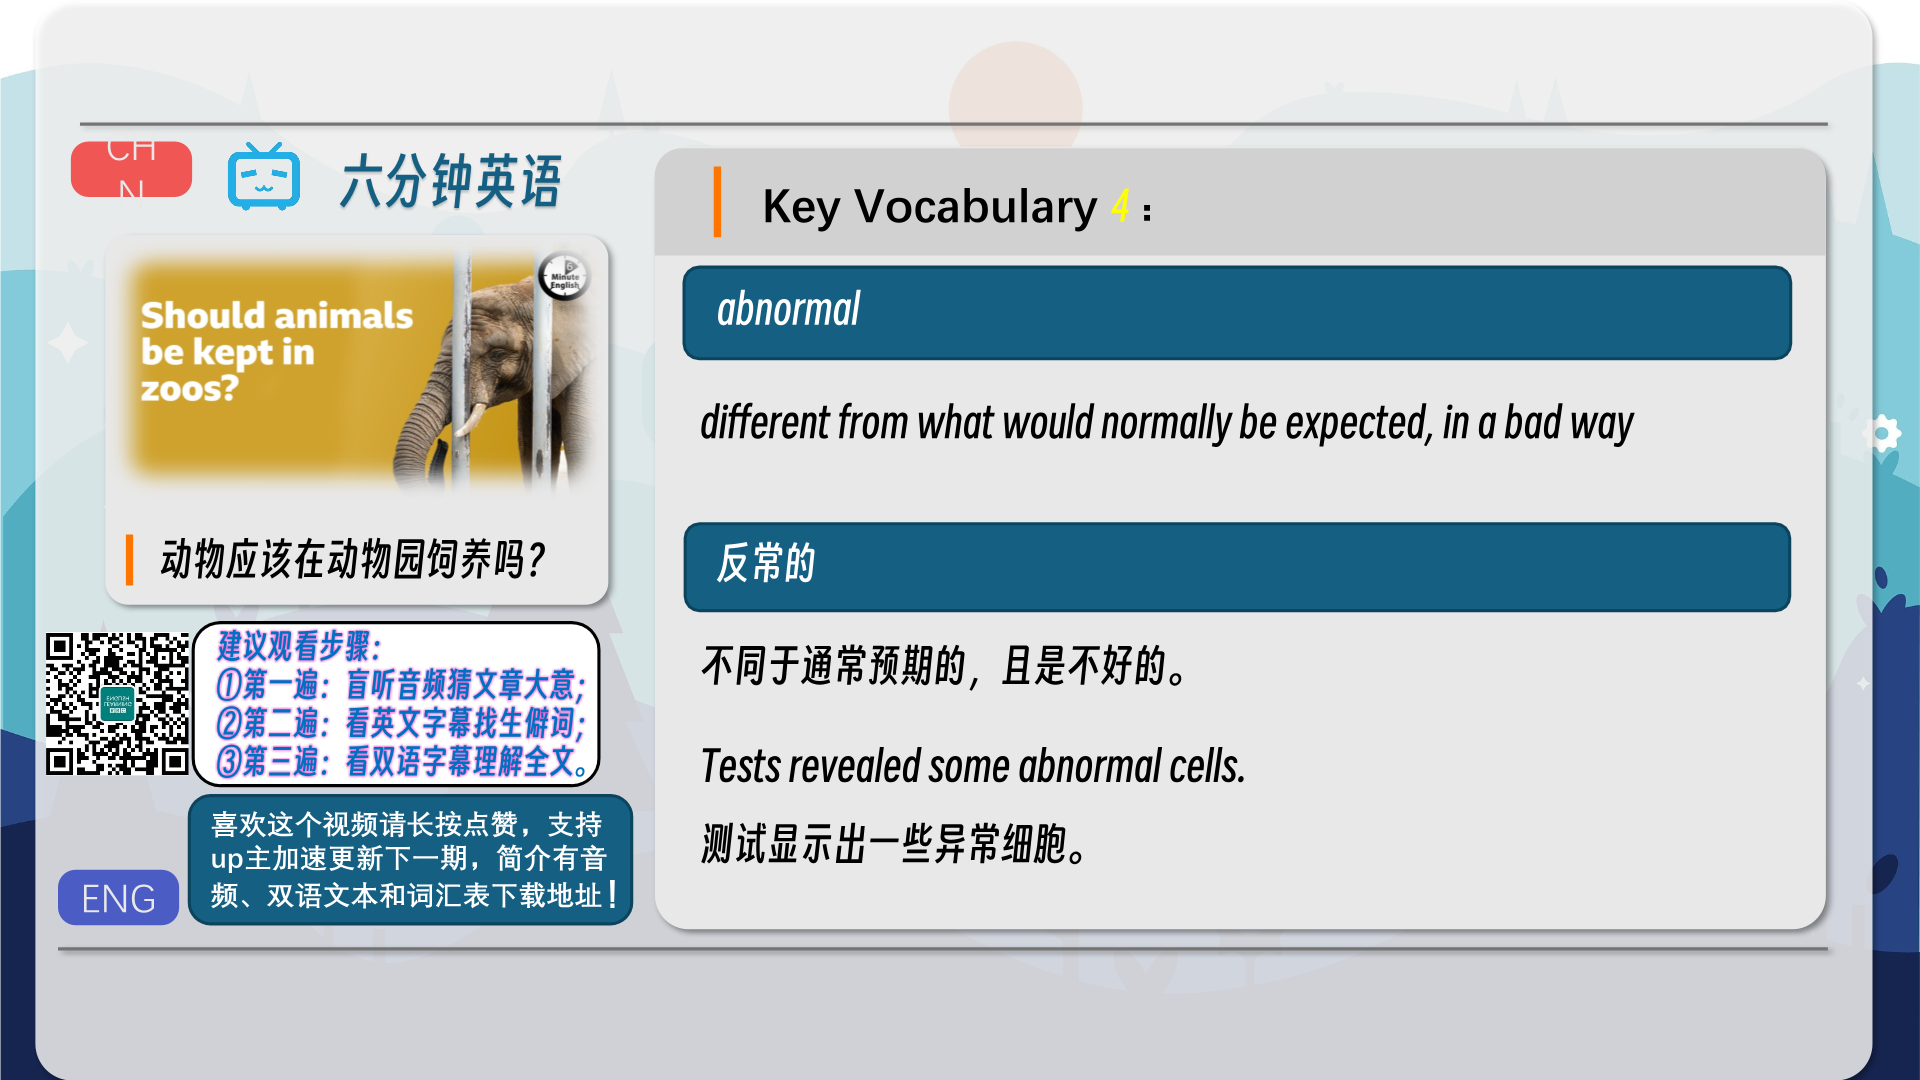 CH
N
六分钟英语
Should animals
be kept in
zoos?
6
Minute
English
动物应该在动物园饲养吗？
建议观看步骤：
①第一遍：盲听音频猜文章大意；
②第二遍：看英文字幕找生僻词；
③第三遍：看双语字幕理解全文。
喜欢这个视频请长按点赞，支持
up主加速更新下一期，简介有音
频、双语文本和词汇表下载地址！
ENG
Key Vocabulary 4：
abnormal
different from what would normally be expected, in a bad way
反常的
不同于通常预期的，且是不好的。
Tests revealed some abnormal cells.
测试显示出一些异常细胞。